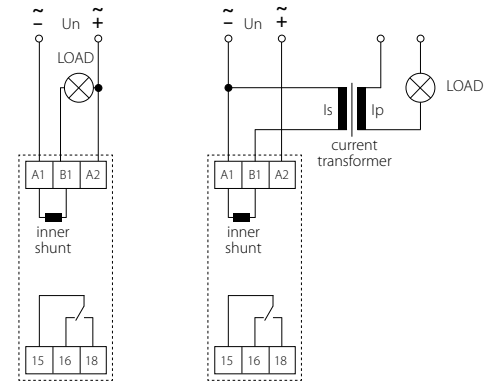 ~ Un ~
− +
LOAD
A1 B1 A2
inner
shunt
15 16 18
~ Un ~
− +
Is Ip
LOAD
current
transformer
A1 B1 A2
inner
shunt
15 16 18